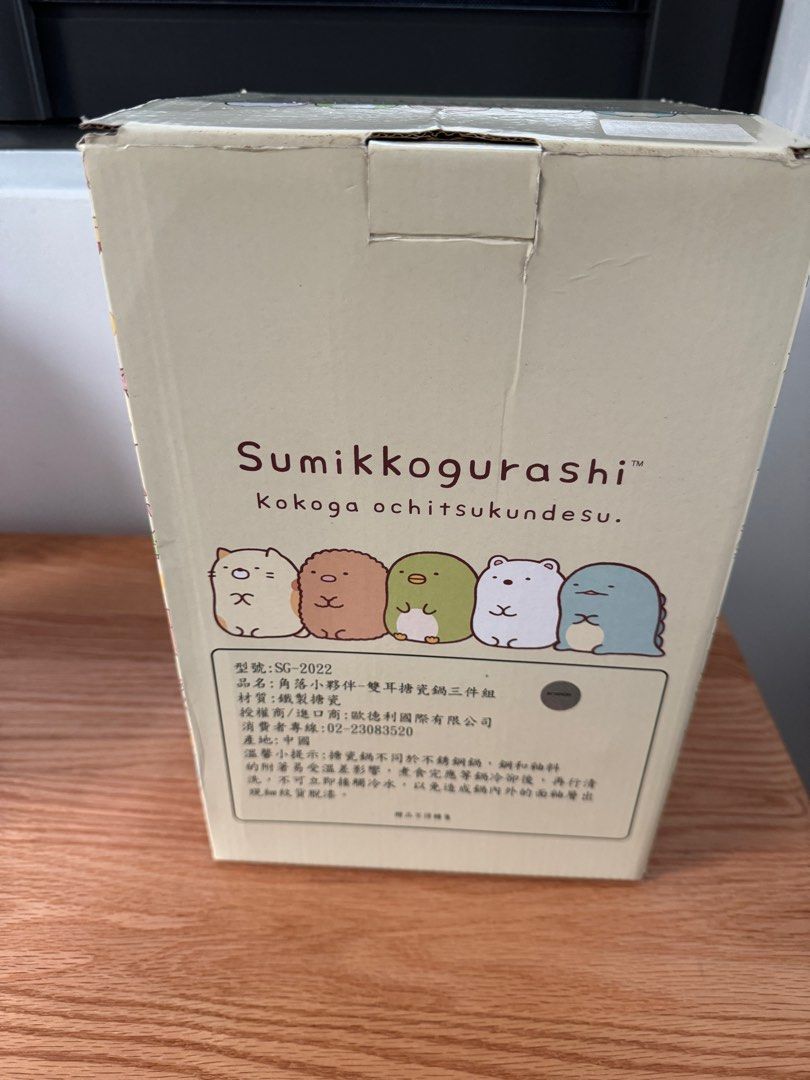 Sumikkogurashi™
Kokoga ochitsukundesu.
型號:SG-2022
品名:角落小夥伴-雙耳搪瓷鍋三件組
材質:鐵製搪瓷
授權商/進口商:歐德利國際有限公司
消費者專線:02-23083520
產地:中國
溫馨小提示:搪瓷鍋不同於不銹鋼鍋，鋼和釉料
的附著易受溫差影響，煮食完應等鍋冷卻後，再行清
洗，不可立即接觸冷水，以免造成鍋內外的面釉層出
現細紋貨脫漆。